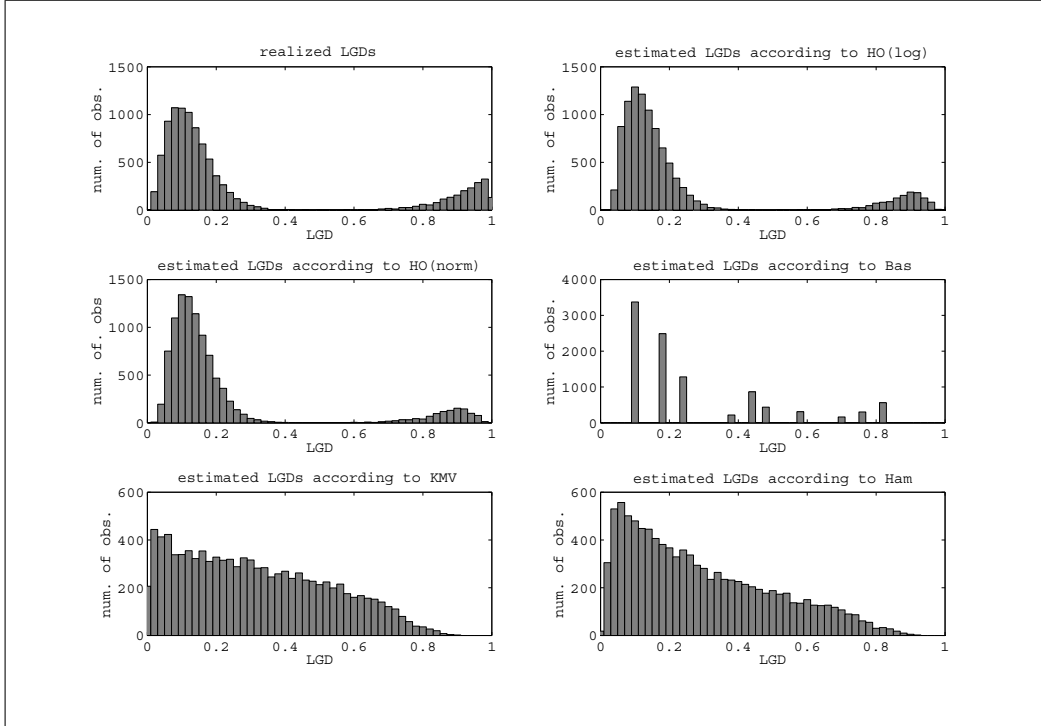 realized LGDs
num. of obs.
1500
1000
500
0
0 0.2 0.4 0.6 0.8 1
LGD
estimated LGDs according to HO(log)
num. of obs.
1500
1000
500
0
0 0.2 0.4 0.6 0.8 1
LGD
estimated LGDs according to HO(norm)
num. of. obs
1500
1000
500
0
0 0.2 0.4 0.6 0.8 1
LGD
estimated LGDs according to Bas
num. of obs.
4000
3000
2000
1000
0
0 0.2 0.4 0.6 0.8 1
LGD
estimated LGDs according to KMV
num. of obs.
600
400
200
0
0 0.2 0.4 0.6 0.8 1
LGD
estimated LGDs according to Ham
num. of obs.
600
400
200
0
0 0.2 0.4 0.6 0.8 1
LGD